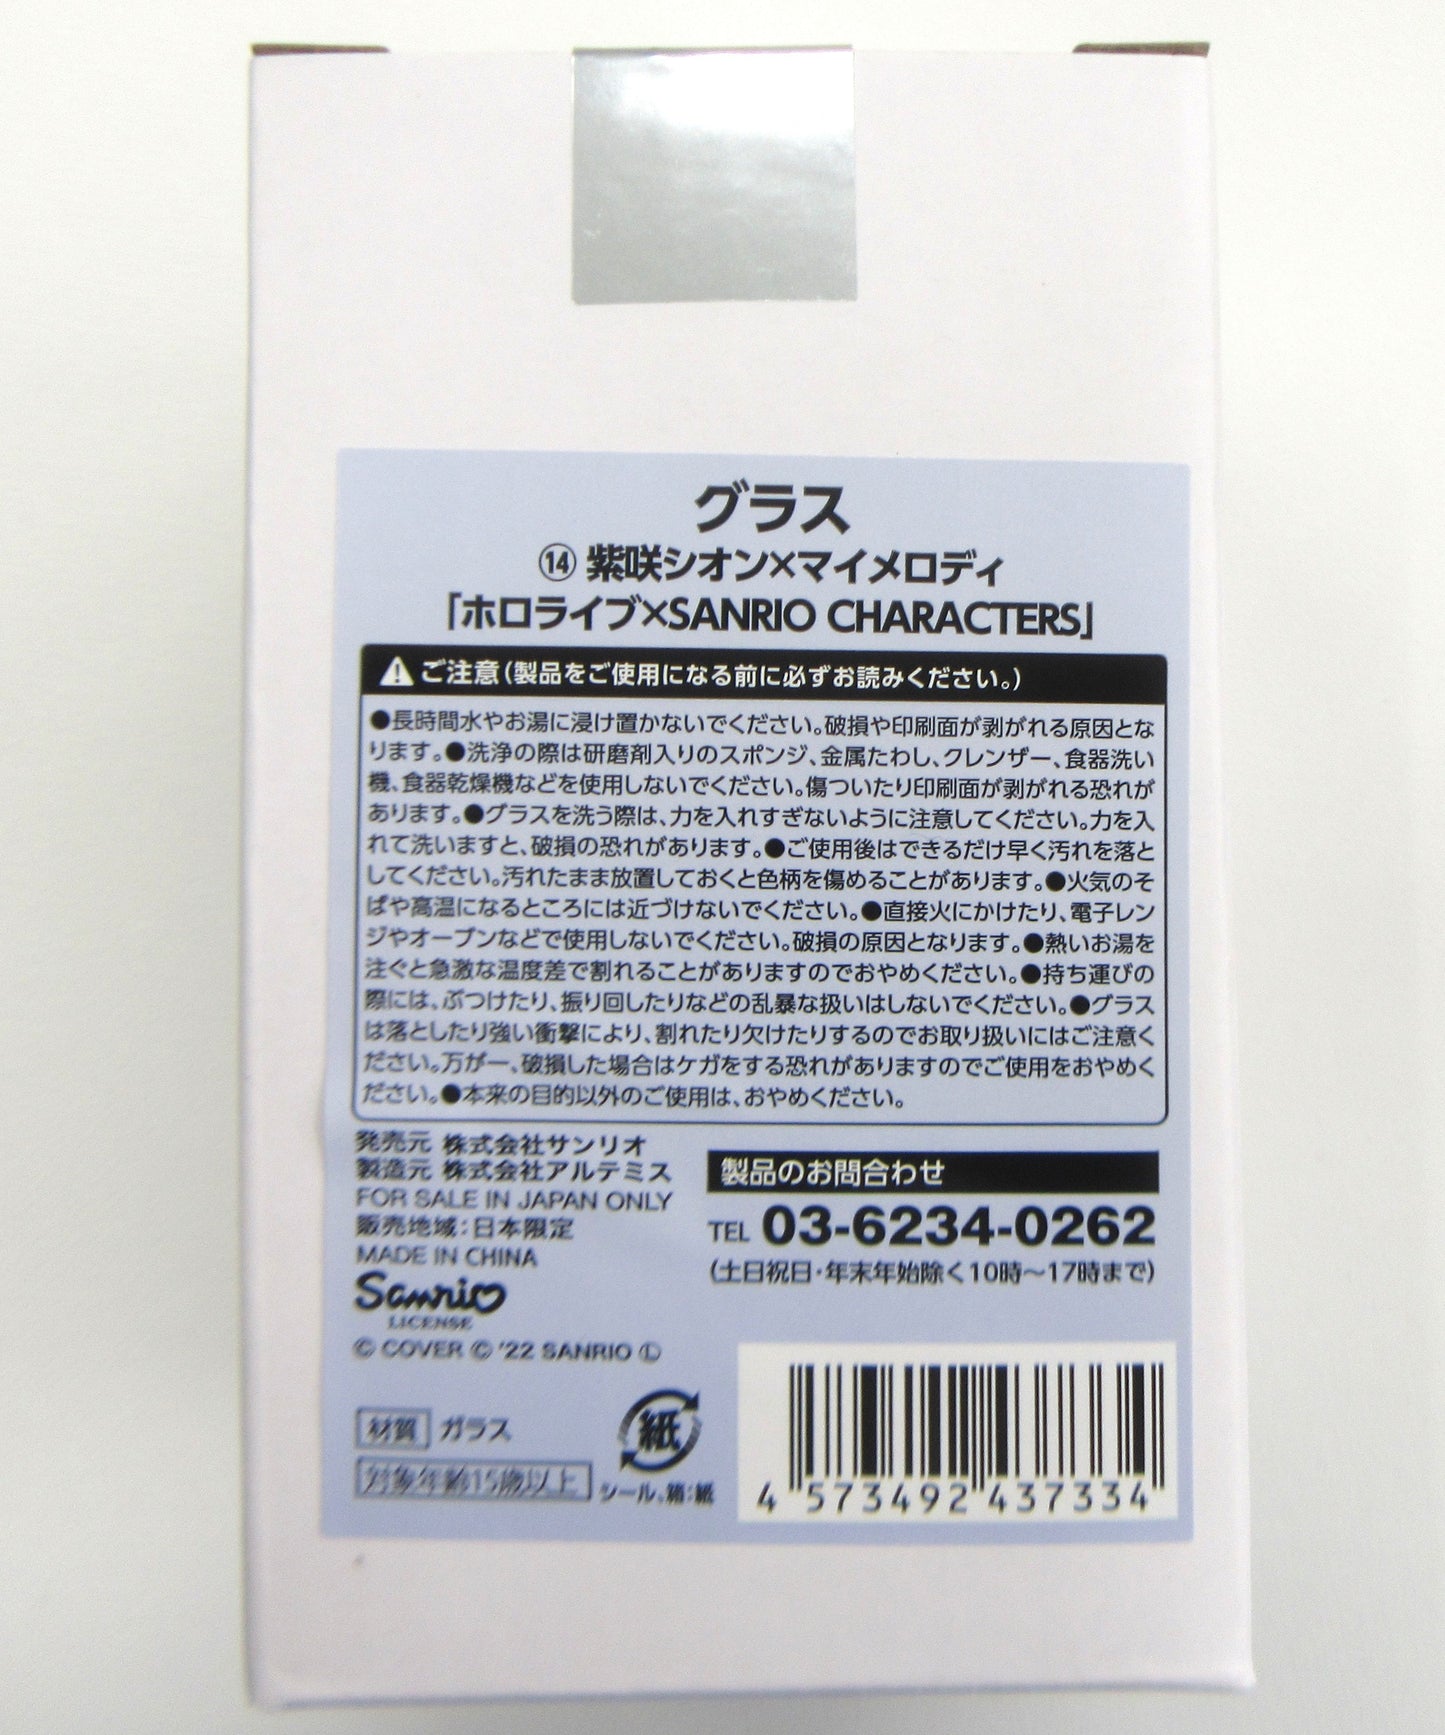 グラス
⑭ 紫咲シオン×マイメロディ
「ホロライブ×SANRIO CHARACTERS」
ご注意（製品をご使用になる前に必ずお読みください。）
●長時間水やお湯に浸け置かないでください。破損や印刷面が剥がれる原因とな
ります。●洗浄の際は研磨剤入りのスポンジ、金属たわし、クレンザー、食器洗い
機、食器乾燥機などを使用しないでください。傷ついたり印刷面が剥がれる恐れが
あります。●グラスを洗う際は、力を入れすぎないように注意してください。力を入
れて洗いますと、破損の恐れがあります。●ご使用後はできるだけ早く汚れを落と
してください。汚れたまま放置しておくと色柄を傷めることがあります。●火気のそ
ばや高温になるところには近づけないでください。●直接火にかけたり、電子レン
ジやオーブンなどで使用しないでください。破損の原因となります。●熱いお湯を
注ぐと急激な温度差で割れることがありますのでおやめください。●持ち運びの
際には、ぶつけたり、振り回したりなどの乱暴な扱いはしないでください。●グラス
は落としたり強い衝撃により、割れたり欠けたりするのでお取り扱いにはご注意く
ださい。万が一、破損した場合はケガをする恐れがありますのでご使用をおやめく
ださい。●本来の目的以外のご使用は、おやめください。
発売元 株式会社サンリオ
製造元 株式会社アルテミス
FOR SALE IN JAPAN ONLY
販売地域：日本限定
MADE IN CHINA
Sanrio
LICENSE
© COVER © '22 SANRIO Ⓛ
製品のお問合わせ
TEL 03-6234-0262
（土日祝日・年末年始除く10時～17時まで）
材質 ガラス
対象年齢15歳以上
紙
シール、箱：紙
4 573492 437334